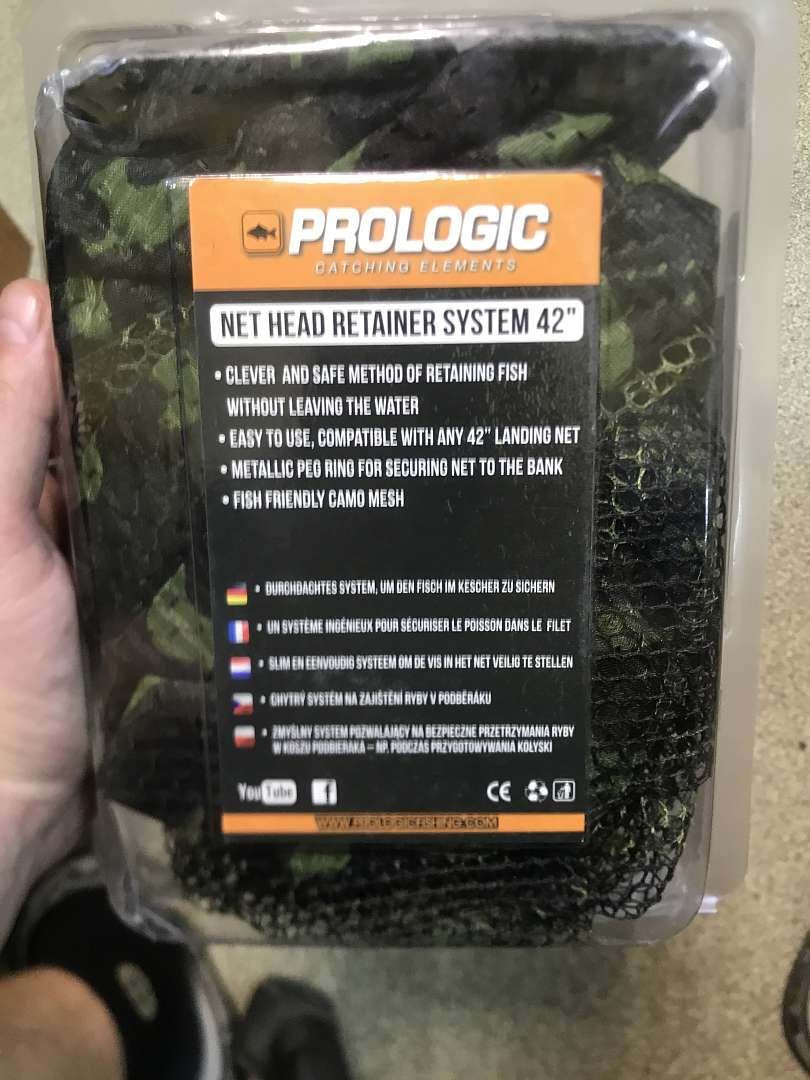 PROLOGIC
CATCHING ELEMENTS
NET HEAD RETAINER SYSTEM 42"
• CLEVER AND SAFE METHOD OF RETAINING FISH
WITHOUT LEAVING THE WATER
• EASY TO USE, COMPATIBLE WITH ANY 42" LANDING NET
• METALLIC PEG RING FOR SECURING NET TO THE BANK
• FISH FRIENDLY CAMO MESH
• DURCHDACHTES SYSTEM, UM DEN FISCH IM KESCHER ZU SICHERN
• UN SYSTÈME INGÉNIEUX POUR SÉCURISER LE POISSON DANS LE FILET
• SLIM EN EENVOUDIG SYSTEEM OM DE VIS IN HET NET VEILIG TE STELLEN
• CHYTRÝ SYSTÉM NA ZAJIŠTĚNÍ RYBY V PODBĚRÁKU
• ZMYŚLNY SYSTEM POZWALAJĄCY NA BEZPIECZNE PRZETRZYMANIA RYBY
W KOSZU PODBIERAKA – NP. PODCZAS PRZYGOTOWYWANIA KOŁYSKI
YouTube f CE
WWW.PROLOGICFISHING.COM